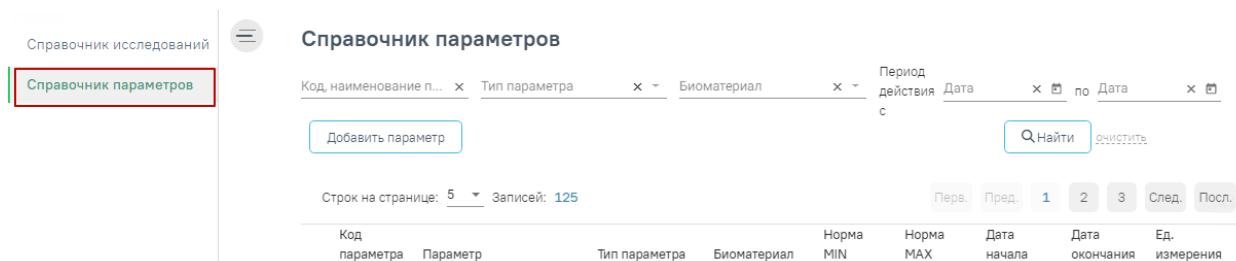 Справочник исследований
Справочник параметров
Справочник параметров
Код, наименование п... Тип параметра Биоматериал Период действия с Дата по Дата
Добавить параметр Найти очистить
Строк на странице: 5 Записей: 125 Перв. Пред. 1 2 3 След. Посл.
Код параметра Параметр Тип параметра Биоматериал Норма MIN Норма MAX Дата начала Дата окончания Ед. измерения